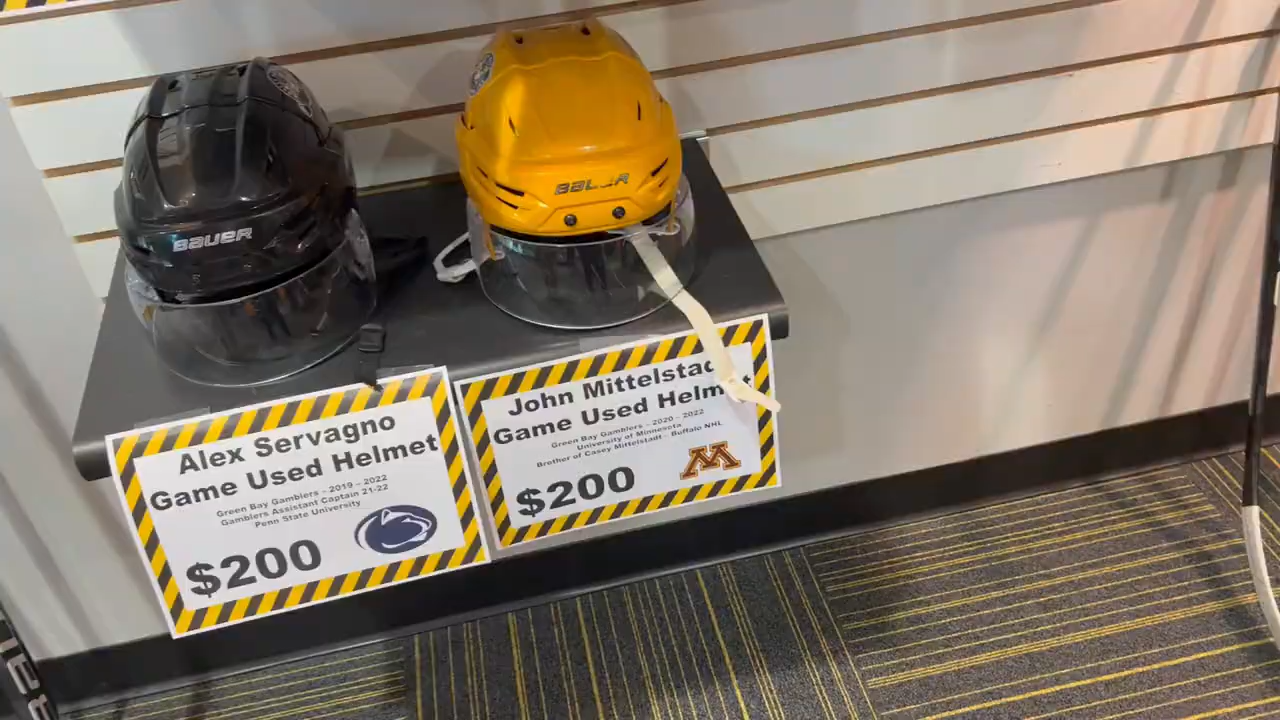 BAUER
BAUER
Alex Servagno
Game Used Helmet
Green Bay Gamblers – 2019 – 2022
Gamblers Assistant Captain 21-22
Penn State University
$200
John Mittelstad
Game Used Helmet
Green Bay Gamblers – 2020 – 2022
University of Minnesota
Brother of Casey Mittelstadt – Buffalo NHL
$200
M